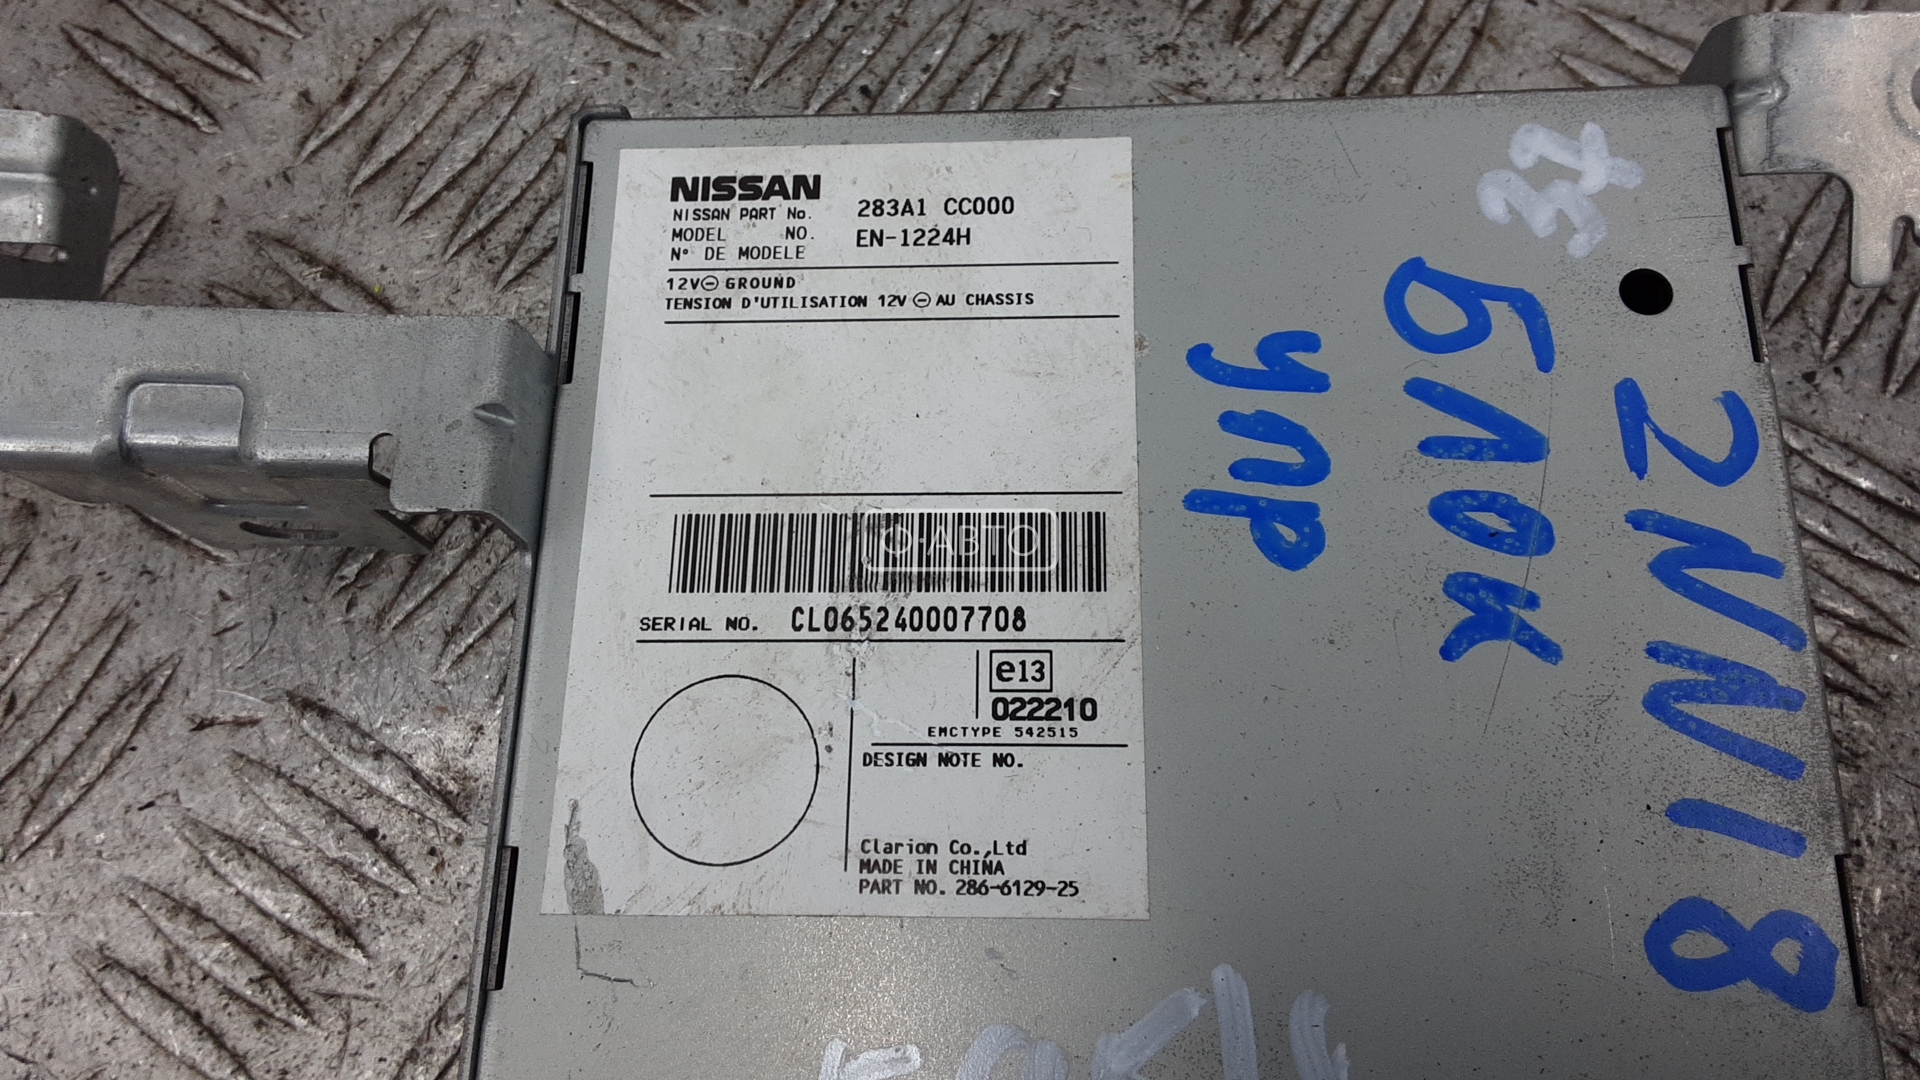 NISSAN
NISSAN PART No. 283A1 CC000
MODEL NO. EN-1224H
N° DE MODELE
12V⊖ GROUND
TENSION D'UTILISATION 12V ⊖ AU CHASSIS
О·АВТО
SERIAL NO. CL065240007708
e13
022210
EMCTYPE 542515
DESIGN NOTE NO.
Clarion Co.,Ltd
MADE IN CHINA
PART NO. 286-6129-25
2NN18
БЛОК
УПР